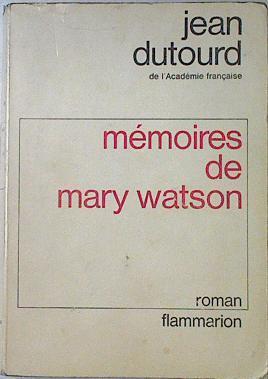 jean
dutourd
de l'Académie française
mémoires
de
mary watson
roman
flammarion